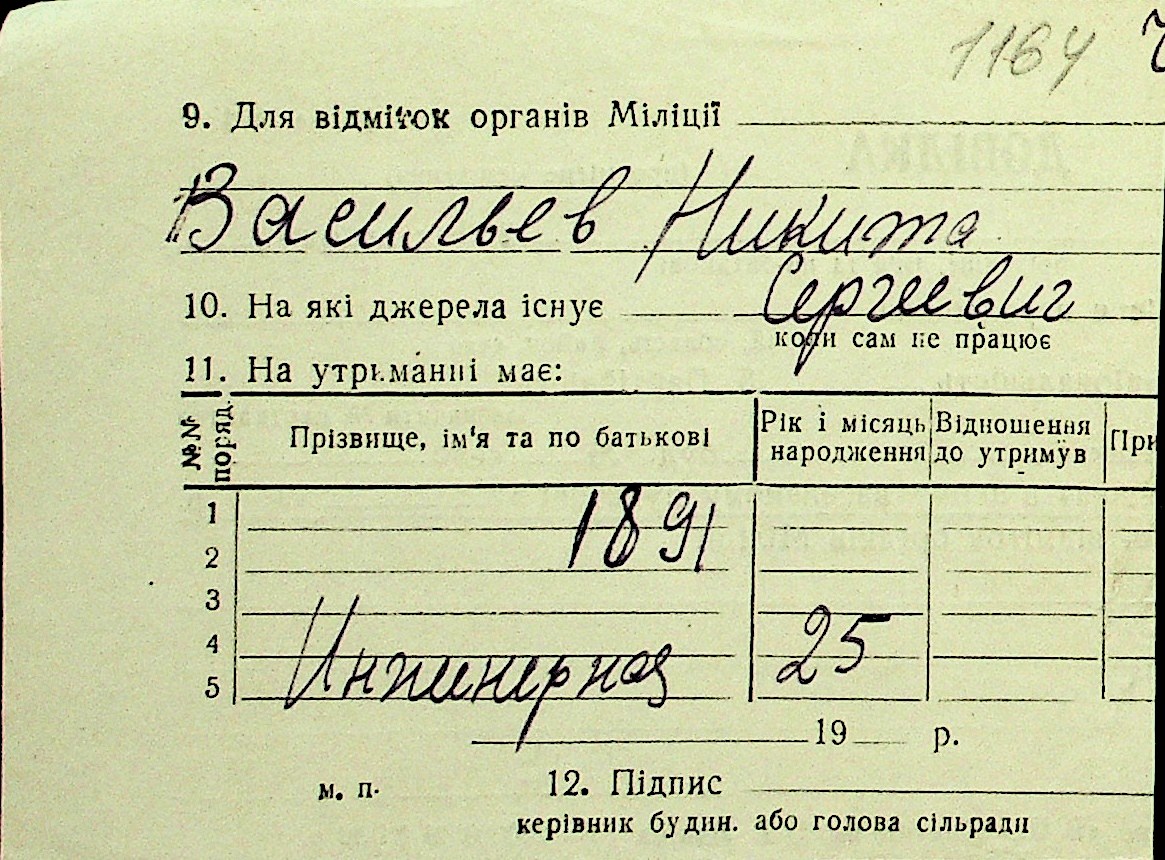 1164
9. Для відміток органів Міліції
Васильев Никита
Сергеевич
10. На які джерела існує
коли сам не працює
11. На утриманні має:
№№ поряд. Прізвище, ім'я та по батькові Рік і місяць народження Відношення до утримув При
1
1891
2
3
4
Инженерная 25
5
19 р.
м. п. 12. Підпис
керівник будин. або голова сільради